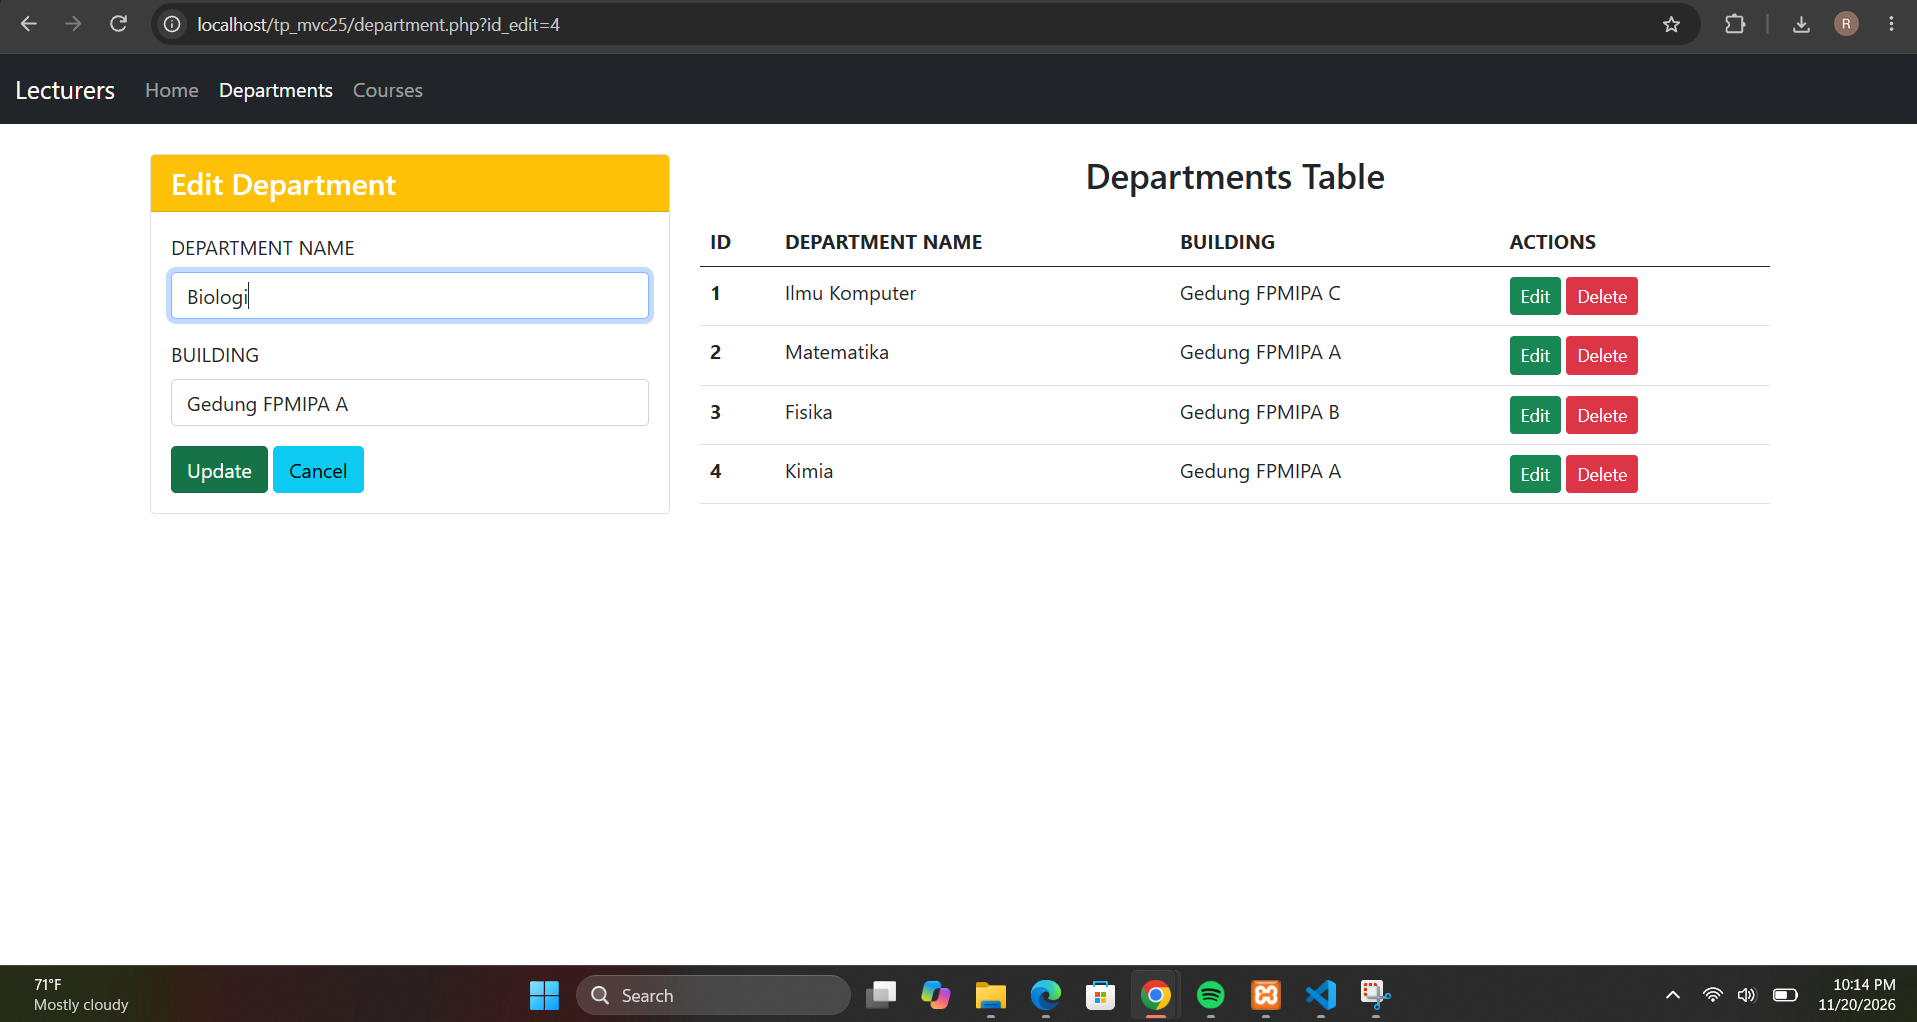 localhost/tp_mvc25/department.php?id_edit=4
R
Lecturers Home Departments Courses
Edit Department
DEPARTMENT NAME
Biologi
BUILDING
Gedung FPMIPA A
Update Cancel
Departments Table
ID DEPARTMENT NAME BUILDING ACTIONS
1 Ilmu Komputer Gedung FPMIPA C Edit Delete
2 Matematika Gedung FPMIPA A Edit Delete
3 Fisika Gedung FPMIPA B Edit Delete
4 Kimia Gedung FPMIPA A Edit Delete
71°F
Mostly cloudy
Search
10:14 PM
11/20/2026